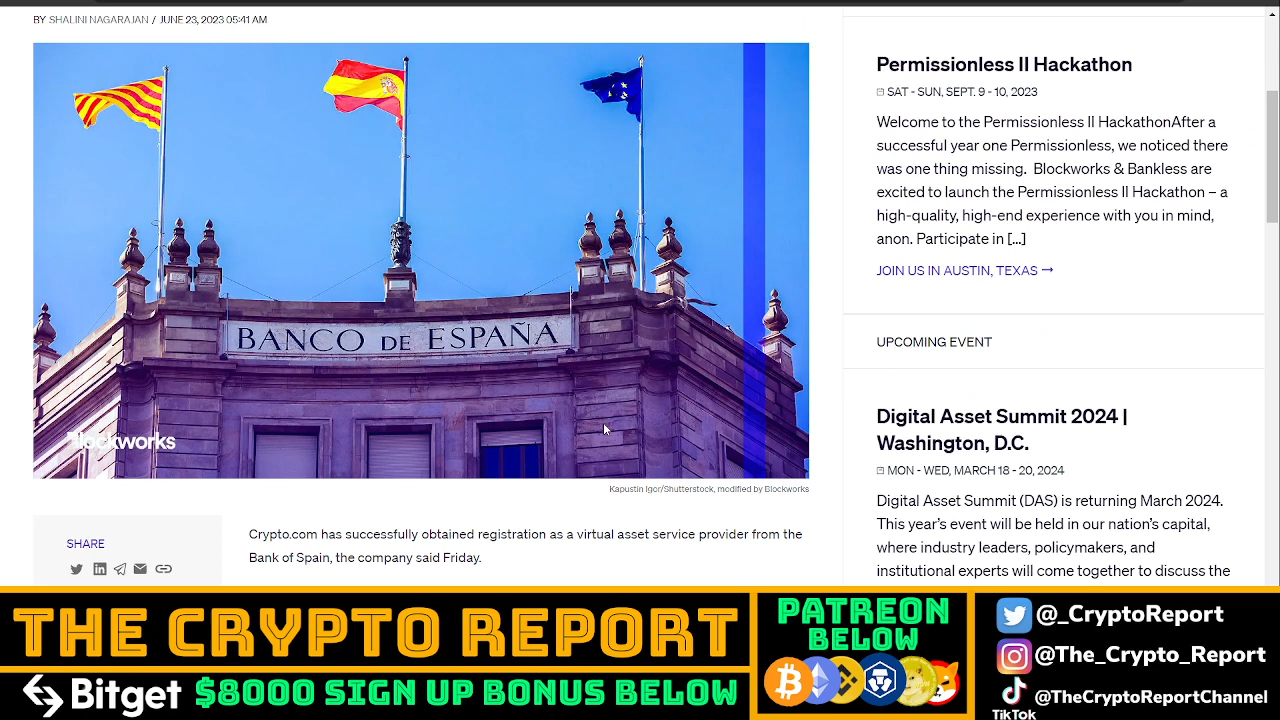 BY SHALINI NAGARAJAN / JUNE 23, 2023 05:41 AM
BANCO DE ESPAÑA
Blockworks
Kapustin Igor/Shutterstock, modified by Blockworks
SHARE
Crypto.com has successfully obtained registration as a virtual asset service provider from the
Bank of Spain, the company said Friday.
Permissionless II Hackathon
SAT - SUN, SEPT. 9 - 10, 2023
Welcome to the Permissionless II HackathonAfter a
successful year one Permissionless, we noticed there
was one thing missing.  Blockworks & Bankless are
excited to launch the Permissionless II Hackathon – a
high-quality, high-end experience with you in mind,
anon. Participate in [...]
JOIN US IN AUSTIN, TEXAS →
UPCOMING EVENT
Digital Asset Summit 2024 |
Washington, D.C.
MON - WED, MARCH 18 - 20, 2024
Digital Asset Summit (DAS) is returning March 2024.
This year's event will be held in our nation's capital,
where industry leaders, policymakers, and
institutional experts will come together to discuss the
THE CRYPTO REPORT
Bitget $8000 SIGN UP BONUS BELOW
PATREON
BELOW
@_CryptoReport
@The_Crypto_Report
@TheCryptoReportChannel
TikTok